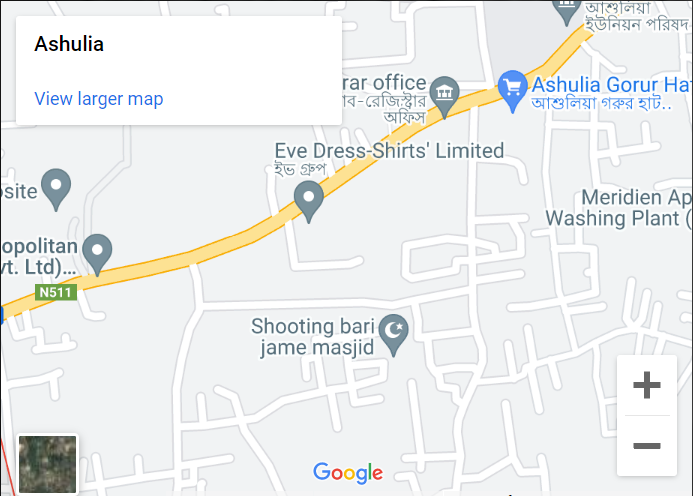 Ashulia
View larger map
আশুলিয়া
ইউনিয়ন পরিষদ
rar office
াব-রেজিস্ট্রার
অফিস
Ashulia Gorur Hat
আশুলিয়া গরুর হাট..
Eve Dress-Shirts' Limited
ইভ গ্রুপ
osite
Meridien Ap
Washing Plant (
opolitan
vt. Ltd)...
N511
Shooting bari
jame masjid
Google